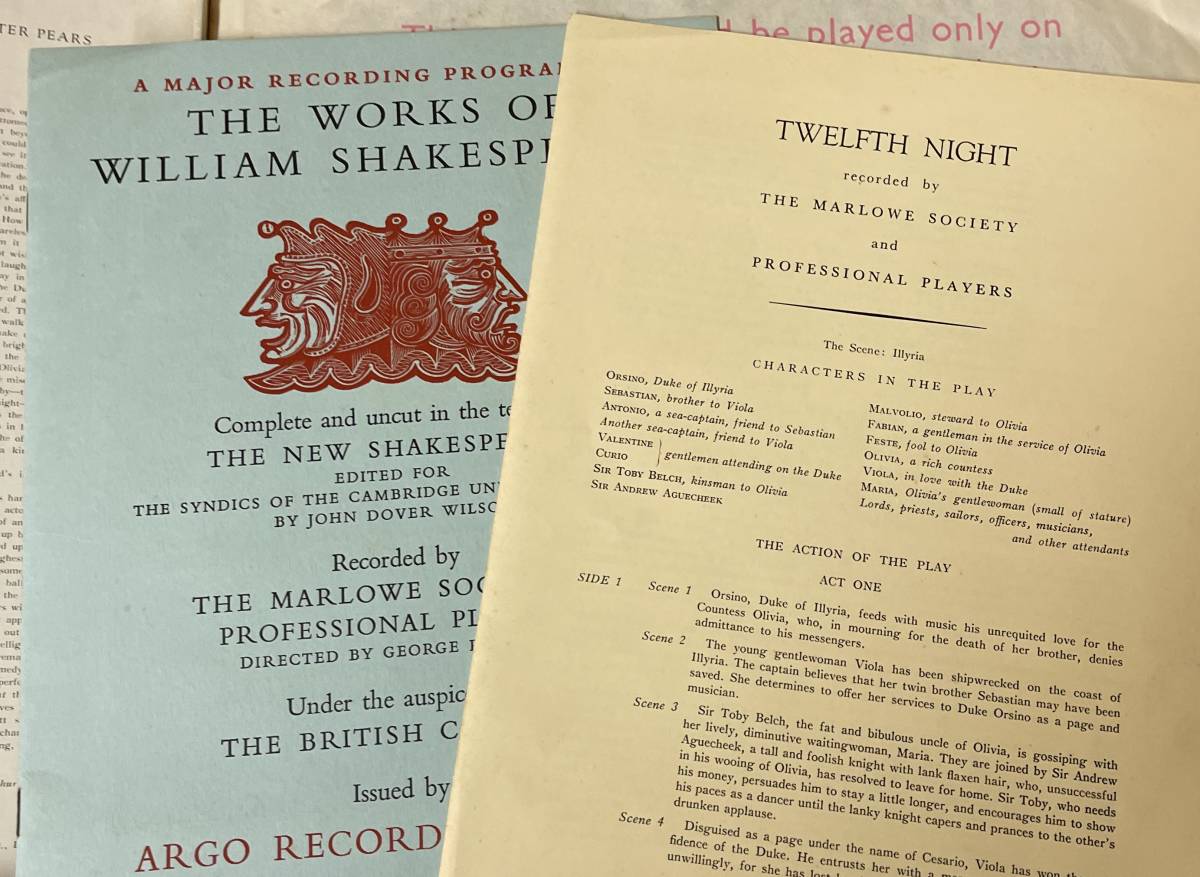 TER PEARS
be played only on
A MAJOR RECORDING
THE WORKS OF
WILLIAM
Complete and uncut in the
THE NEW
EDITED FOR
THE SYNDICS OF THE CAMBRIDGE
BY JOHN DOVER
Recorded by
THE MARLOWE
PROFESSIONAL
DIRECTED BY GEORGE
Under the
THE BRITISH
Issued by
ARGO
TWELFTH NIGHT
recorded by
THE MARLOWE SOCIETY
and
PROFESSIONAL PLAYERS
The Scene: Illyria
CHARACTERS IN THE PLAY
ORSINO, Duke of Illyria
SEBASTIAN, brother to Viola
ANTONIO, a sea-captain, friend to Sebastian
Another sea-captain, friend to Viola
VALENTINE
CURIO
gentlemen attending on the Duke
SIR TOBY BELCH, kinsman to Olivia
SIR ANDREW AGUECHEEK
MALVOLIO, steward to Olivia
FABIAN, a gentleman in the service of Olivia
FESTE, fool to Olivia
OLIVIA, a rich countess
VIOLA, in love with the Duke
MARIA, Olivia's gentlewoman (small of stature)
Lords, priests, sailors, officers, musicians,
and other attendants
THE ACTION OF THE PLAY
ACT ONE
SIDE 1 Scene 1 Orsino, Duke of Illyria, feeds with music his unrequited love for the
Countess Olivia, who, in mourning for the death of her brother, denies
admittance to his messengers.
Scene 2 The young gentlewoman Viola has been shipwrecked on the coast of
Illyria. The captain believes that her twin brother Sebastian may have been
saved. She determines to offer her services to Duke Orsino as a page and
musician.
Scene 3 Sir Toby Belch, the fat and bibulous uncle of Olivia, is gossiping with
her lively, diminutive waitingwoman, Maria. They are joined by Sir Andrew
Aguecheek, a tall and foolish knight with lank flaxen hair, who, unsuccessful
in his wooing of Olivia, has resolved to leave for home. Sir Toby, who needs
his money, persuades him to stay a little longer, and encourages him to show
his paces as a dancer until the lanky knight capers and prances to the other's
drunken applause.
Scene 4 Disguised as a page under the name of Cesario, Viola has won
fidence of the Duke. He entrusts her with a
unwillingly, for she has